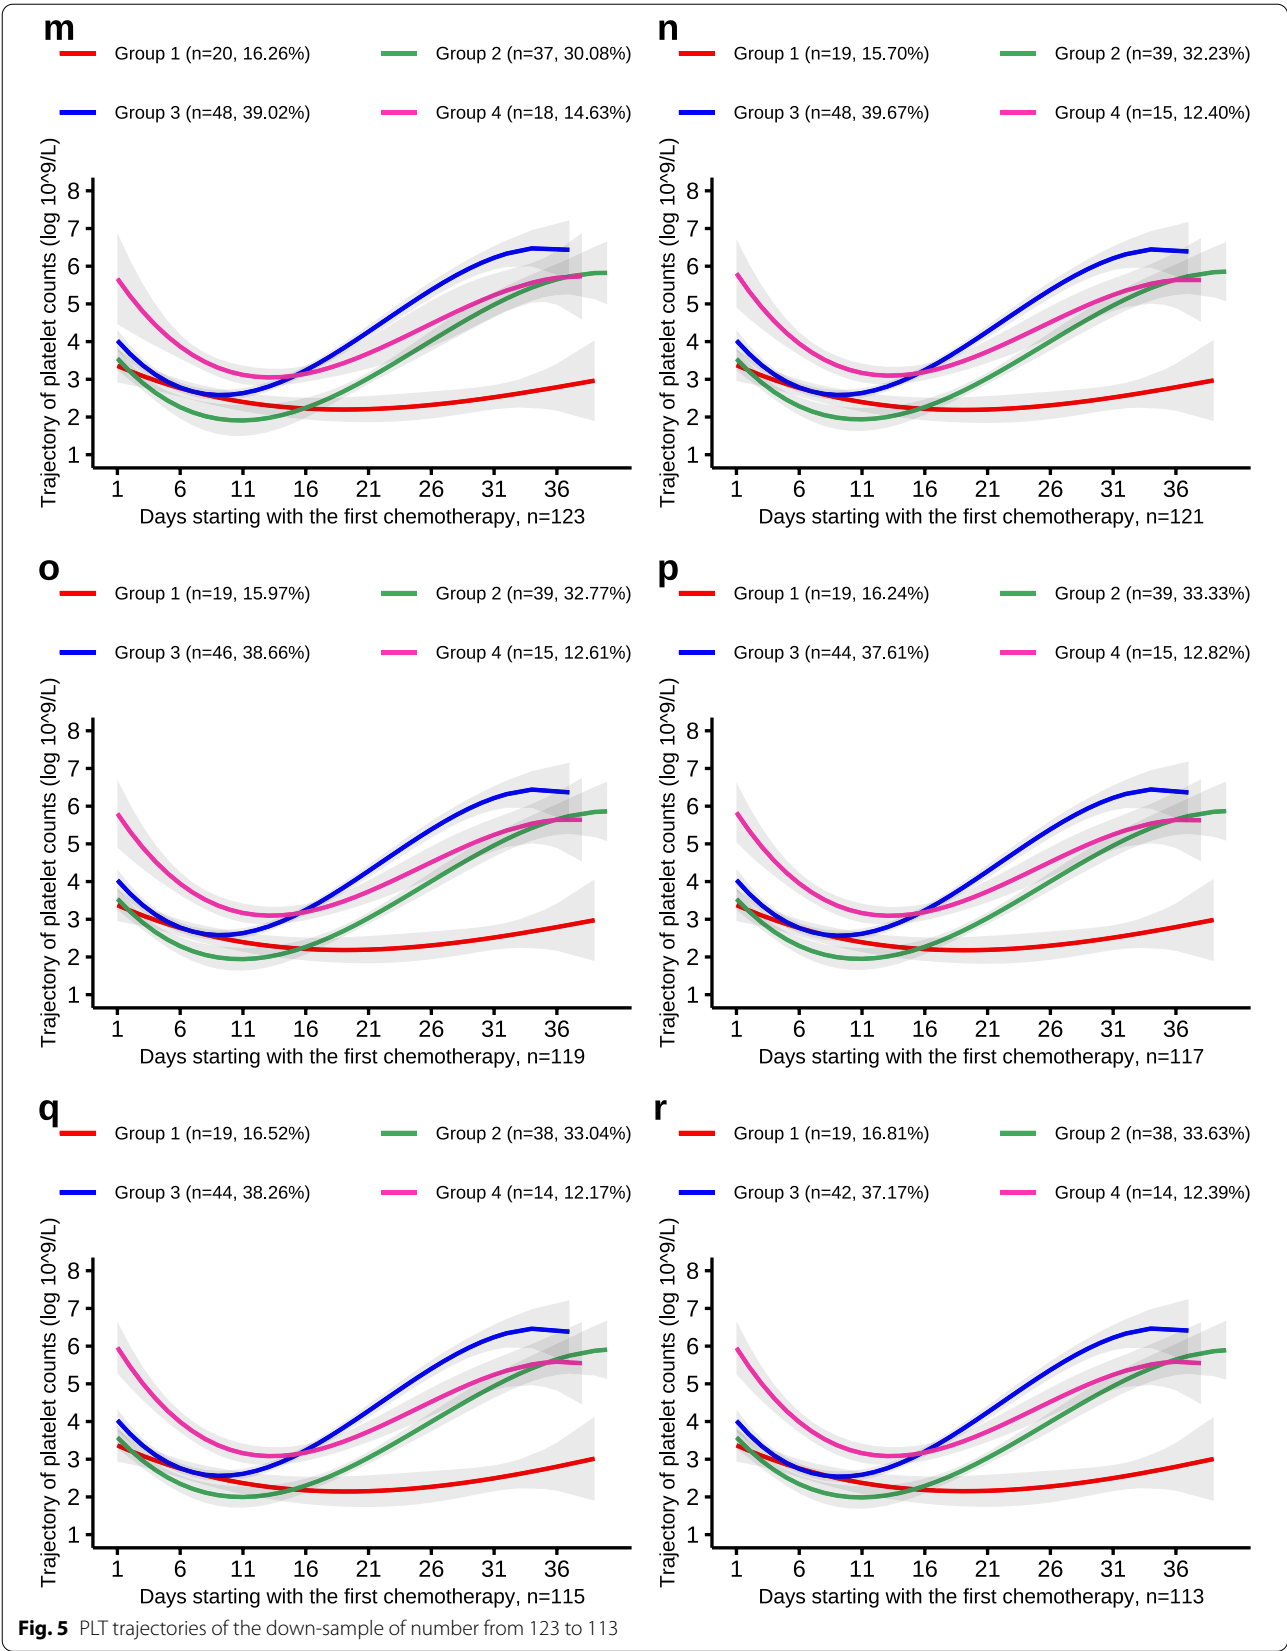 m
Group 1 (n=20, 16.26%) Group 2 (n=37, 30.08%)
Group 3 (n=48, 39.02%) Group 4 (n=18, 14.63%)
Trajectory of platelet counts (log 10^9/L)
8
7
6
5
4
3
2
1
1 6 11 16 21 26 31 36
Days starting with the first chemotherapy, n=123
n
Group 1 (n=19, 15.70%) Group 2 (n=39, 32.23%)
Group 3 (n=48, 39.67%) Group 4 (n=15, 12.40%)
Trajectory of platelet counts (log 10^9/L)
8
7
6
5
4
3
2
1
1 6 11 16 21 26 31 36
Days starting with the first chemotherapy, n=121
o
Group 1 (n=19, 15.97%) Group 2 (n=39, 32.77%)
Group 3 (n=46, 38.66%) Group 4 (n=15, 12.61%)
Trajectory of platelet counts (log 10^9/L)
8
7
6
5
4
3
2
1
1 6 11 16 21 26 31 36
Days starting with the first chemotherapy, n=119
p
Group 1 (n=19, 16.24%) Group 2 (n=39, 33.33%)
Group 3 (n=44, 37.61%) Group 4 (n=15, 12.82%)
Trajectory of platelet counts (log 10^9/L)
8
7
6
5
4
3
2
1
1 6 11 16 21 26 31 36
Days starting with the first chemotherapy, n=117
q
Group 1 (n=19, 16.52%) Group 2 (n=38, 33.04%)
Group 3 (n=44, 38.26%) Group 4 (n=14, 12.17%)
Trajectory of platelet counts (log 10^9/L)
8
7
6
5
4
3
2
1
1 6 11 16 21 26 31 36
Days starting with the first chemotherapy, n=115
r
Group 1 (n=19, 16.81%) Group 2 (n=38, 33.63%)
Group 3 (n=42, 37.17%) Group 4 (n=14, 12.39%)
Trajectory of platelet counts (log 10^9/L)
8
7
6
5
4
3
2
1
1 6 11 16 21 26 31 36
Days starting with the first chemotherapy, n=113
Fig. 5 PLT trajectories of the down-sample of number from 123 to 113